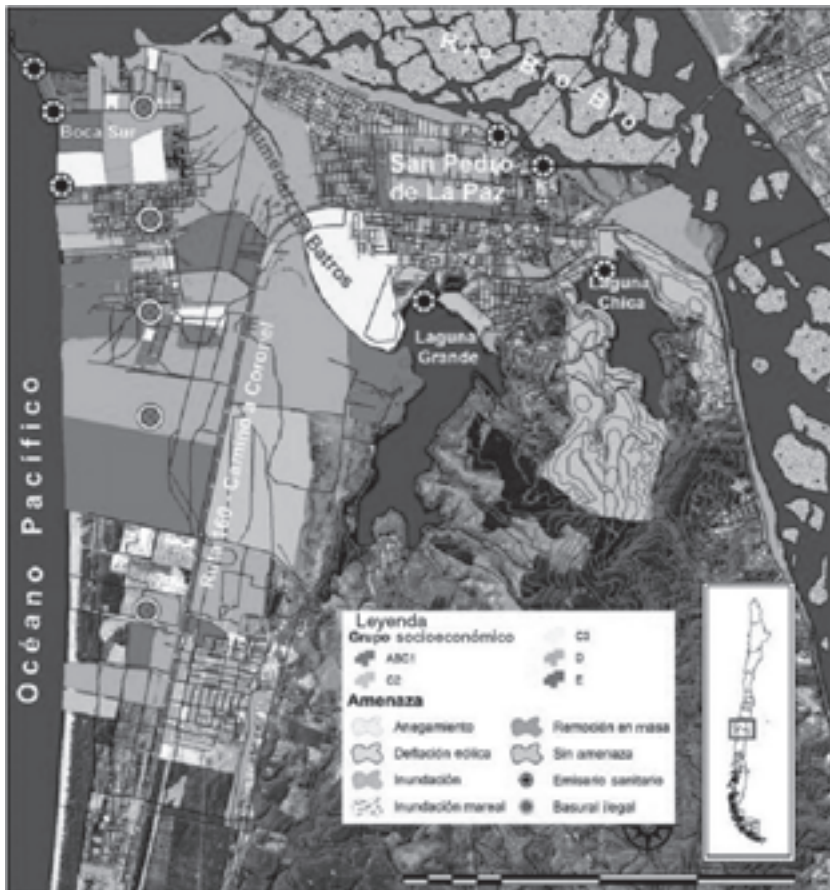 Río Bío-Bío
Boca Sur
Humedal Los Batros
San Pedro
de La Paz
Laguna
Chica
Laguna
Grande
Océano Pacífico
Ruta 160 - Camino a Coronel
Leyenda
Grupo socioeconómico
ABC1
C2
C3
D
E
Amenaza
Anegamiento
Deflación eólica
Inundación
Inundación mareal
Remoción en masa
Sin amenaza
Emisario sanitario
Basural ilegal